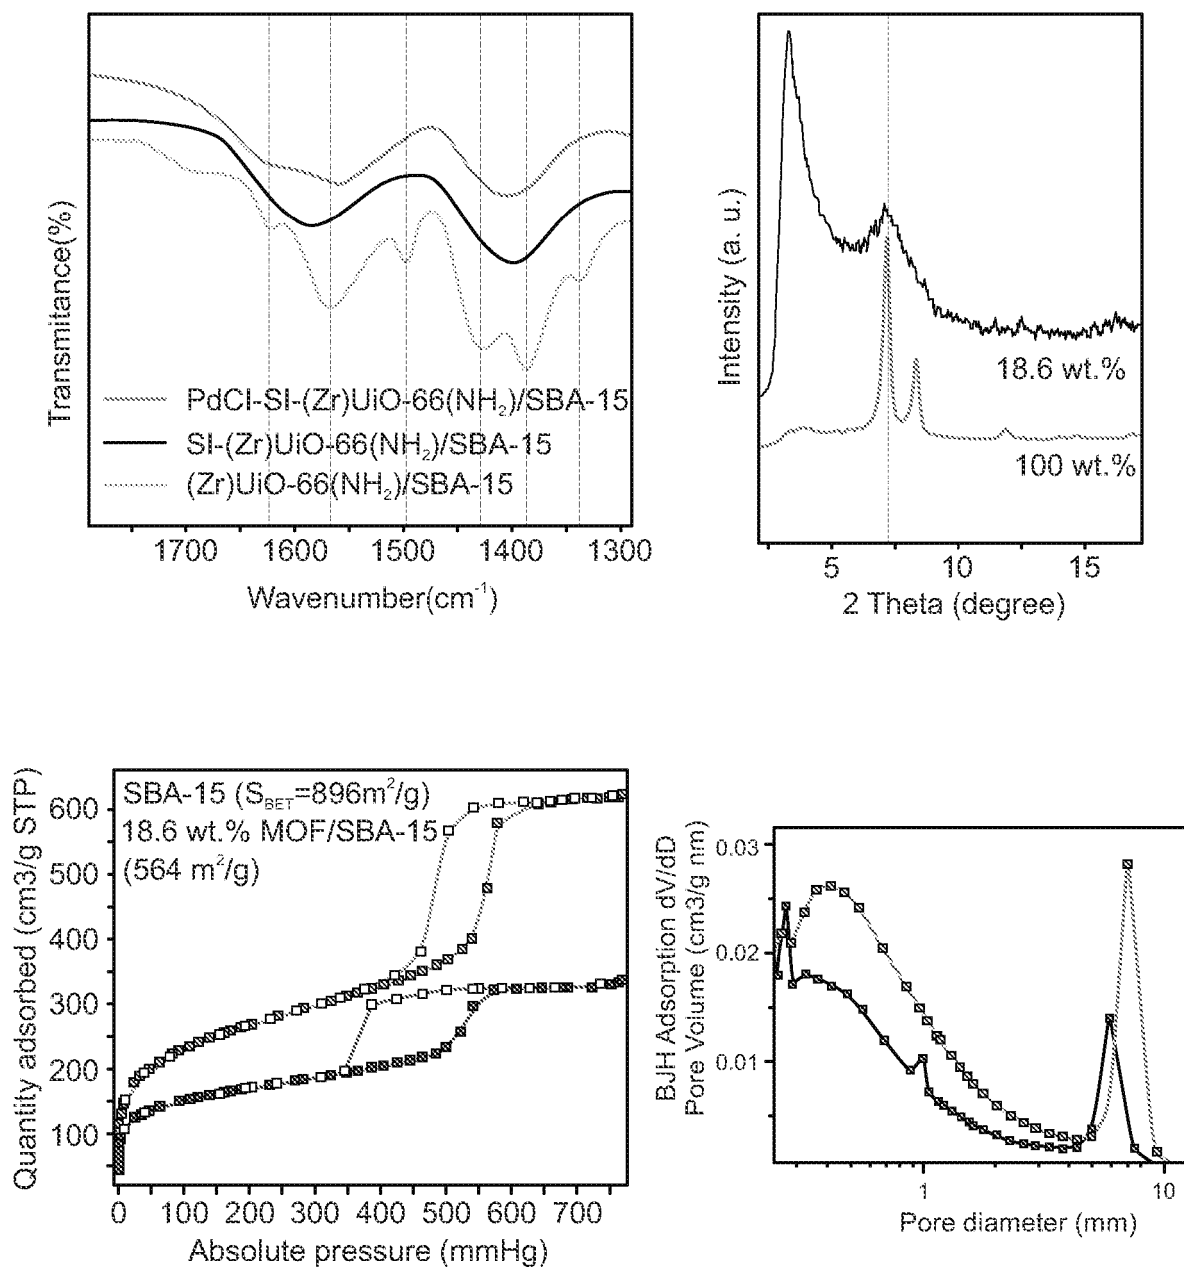 Transmitance(%)
PdCl-SI-(Zr)UiO-66(NH₂)/SBA-15
SI-(Zr)UiO-66(NH₂)/SBA-15
(Zr)UiO-66(NH₂)/SBA-15
1700 1600 1500 1400 1300
Wavenumber(cm⁻¹)
Intensity (a. u.)
18.6 wt.%
100 wt.%
5 10 15
2 Theta (degree)
Quantity adsorbed (cm3/g STP)
SBA-15 (S_BET=896m²/g)
18.6 wt.% MOF/SBA-15
(564 m²/g)
600
500
400
300
200
100
0 100 200 300 400 500 600 700
Absolute pressure (mmHg)
BJH Adsorption dV/dD
Pore Volume (cm3/g nm)
0.03
0.02
0.01
1 10
Pore diameter (mm)